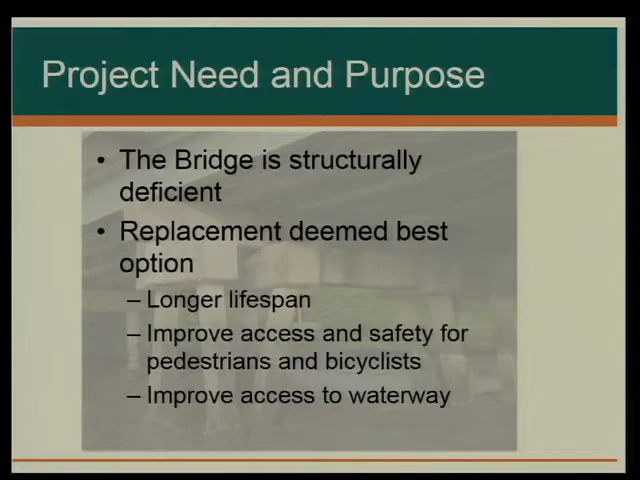 Project Need and Purpose
• The Bridge is structurally
deficient
• Replacement deemed best
option
– Longer lifespan
– Improve access and safety for
pedestrians and bicyclists
– Improve access to waterway